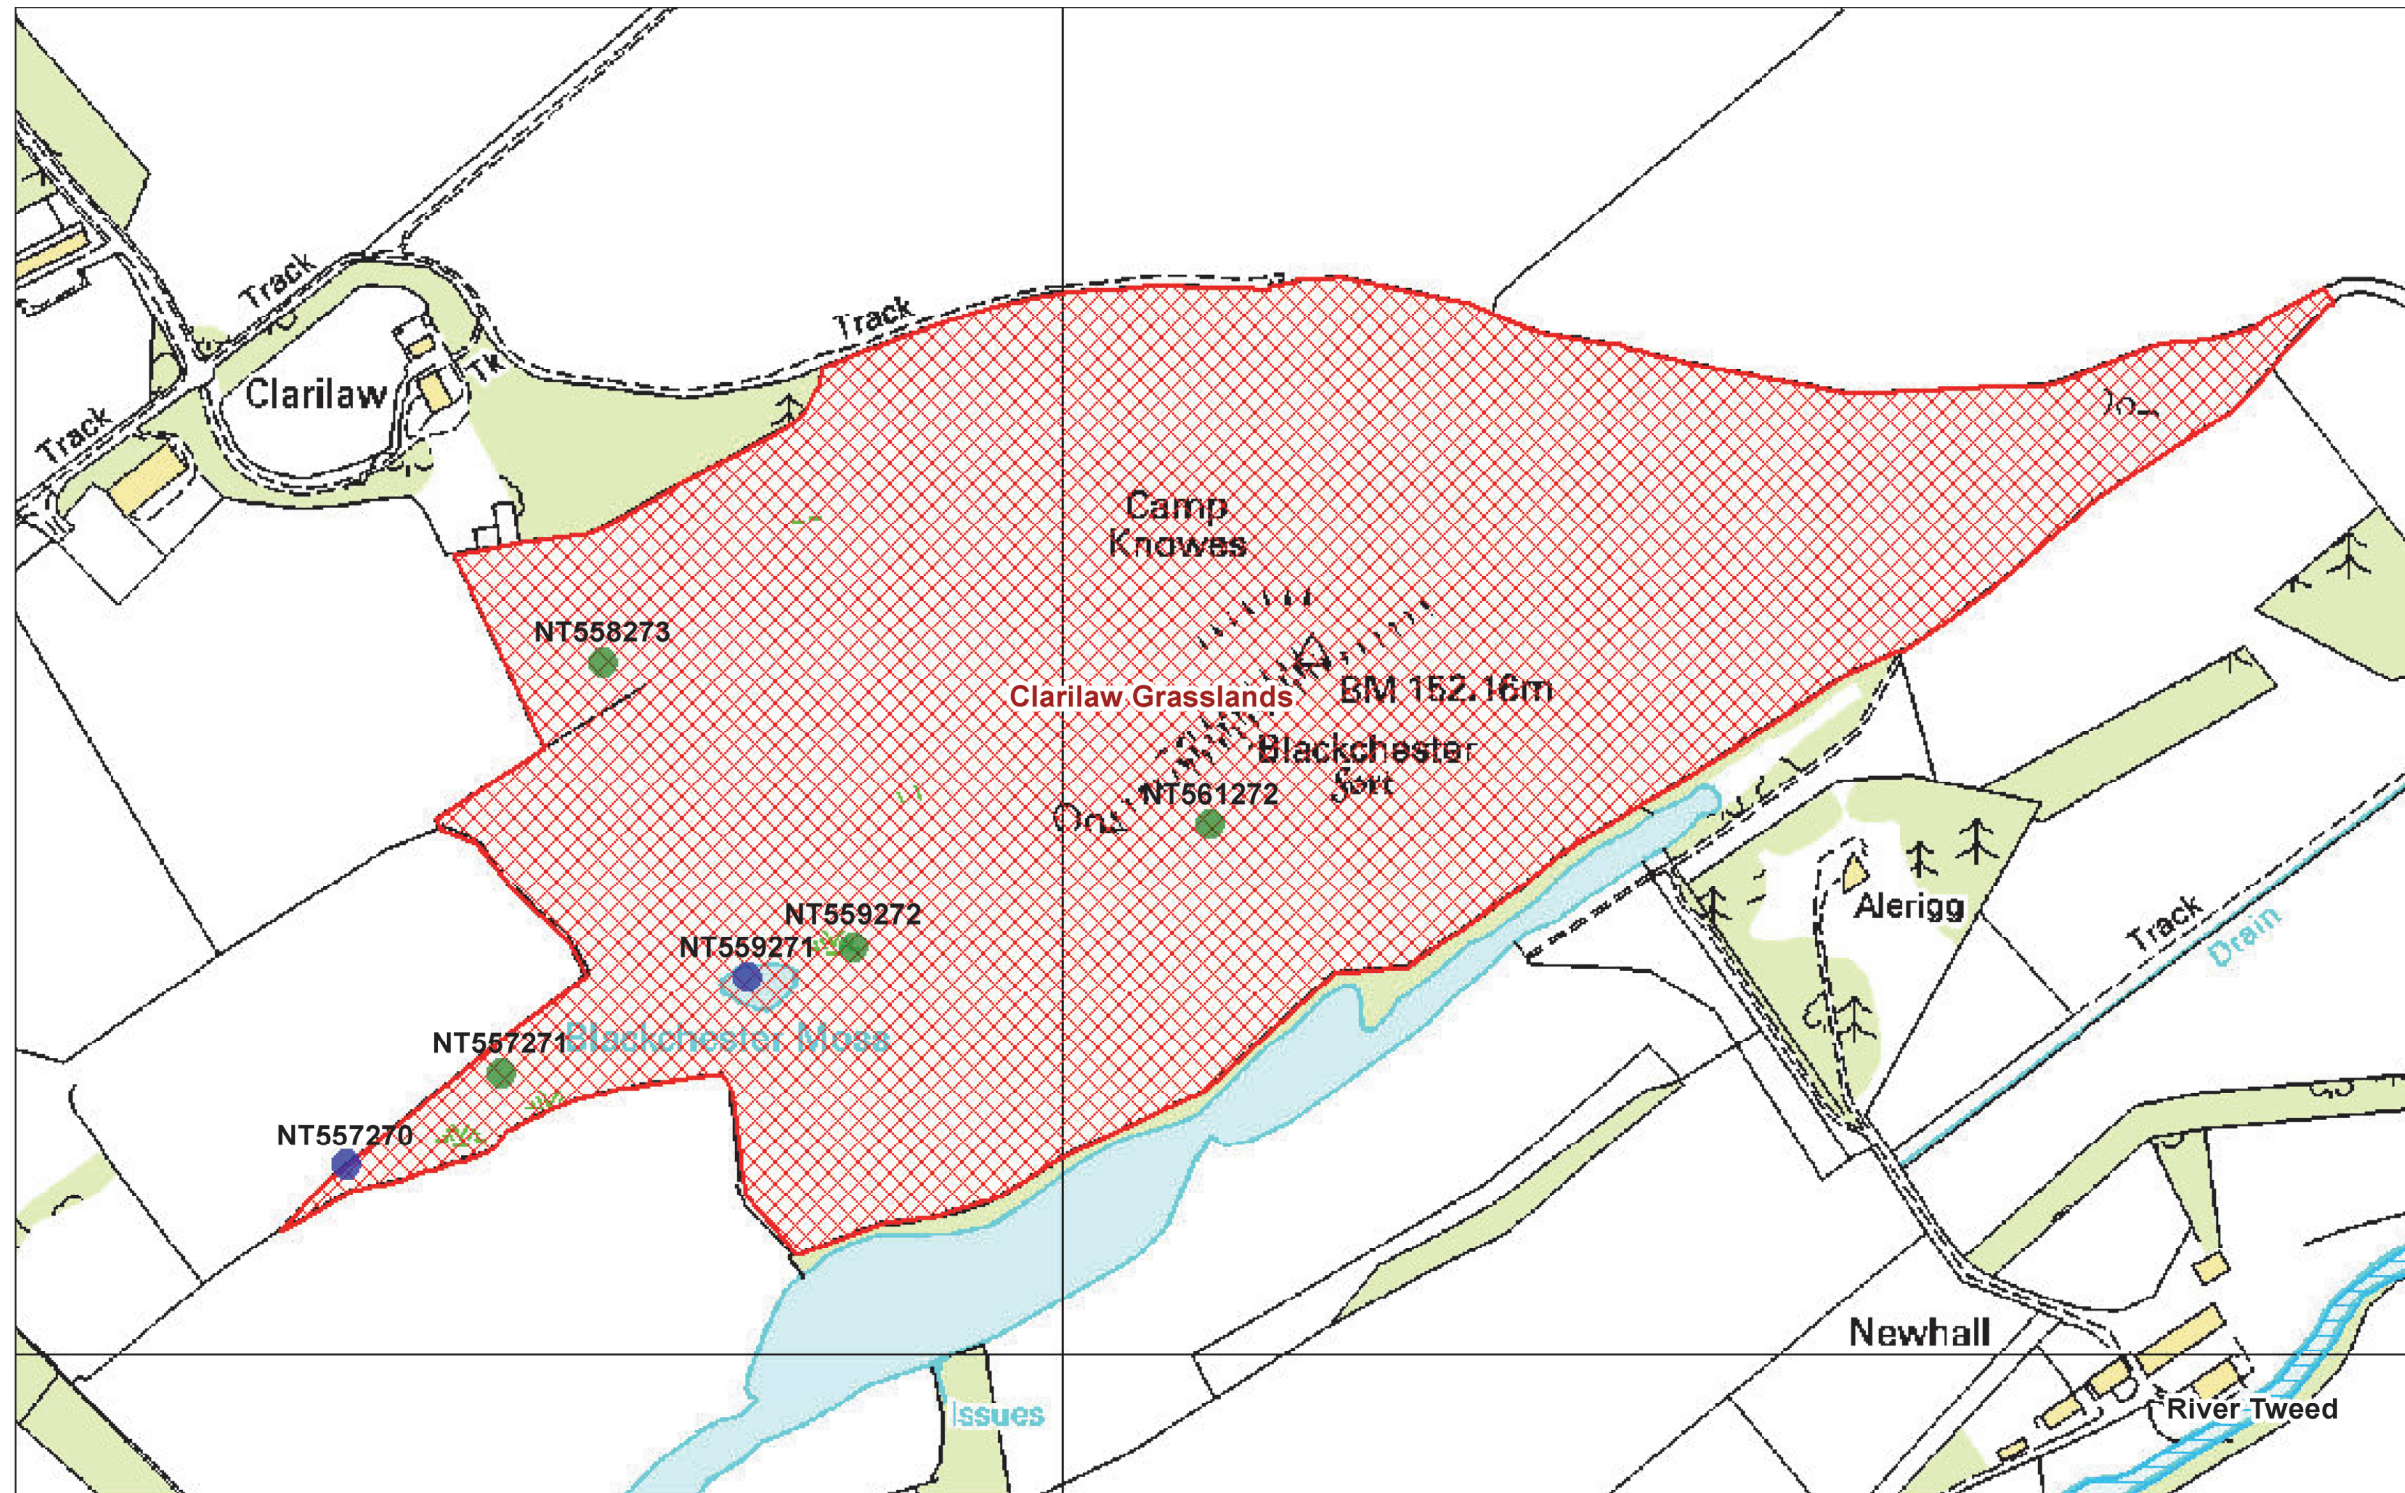 Track
Track
Tk
Clarilaw
Track
Camp
Knowes
NT558273
Clarilaw Grasslands
BM 152.16m
Blackchester
Fort
NT561272
NT559272
NT559271
Alerigg
Track
Drain
Blackchester Moss
NT557271
NT557270
Newhall
Issues
River Tweed